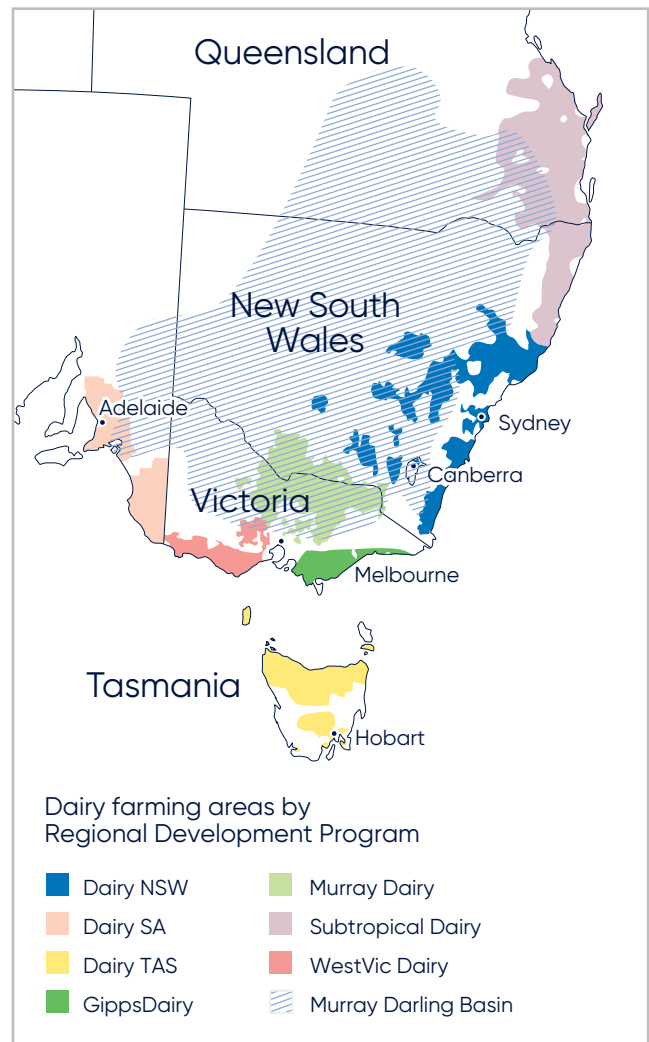 Queensland
New South
Wales
Adelaide
Sydney
Canberra
Victoria
Melbourne
Tasmania
Hobart
Dairy farming areas by
Regional Development Program
Dairy NSW
Murray Dairy
Dairy SA
Subtropical Dairy
Dairy TAS
WestVic Dairy
GippsDairy
Murray Darling Basin